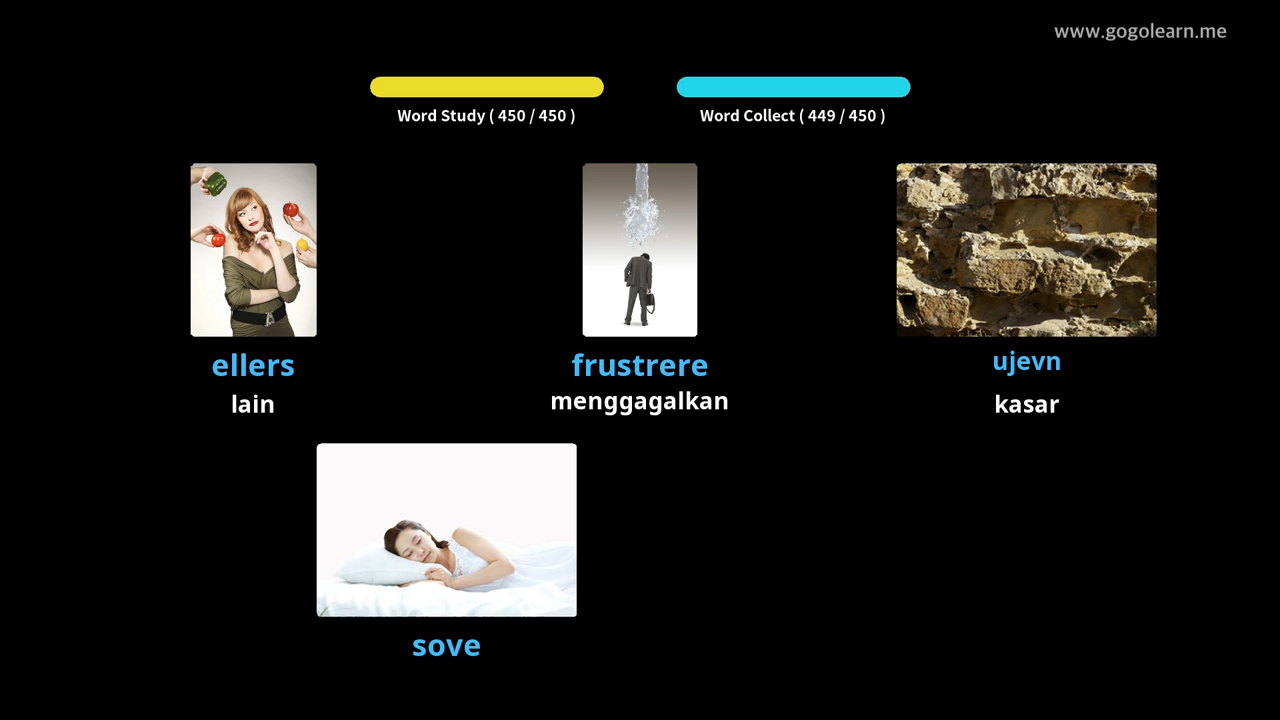 www.gogolearn.me
Word Study ( 450 / 450 )
Word Collect ( 449 / 450 )
ellers
frustrere
ujevn
lain
menggagalkan
kasar
sove